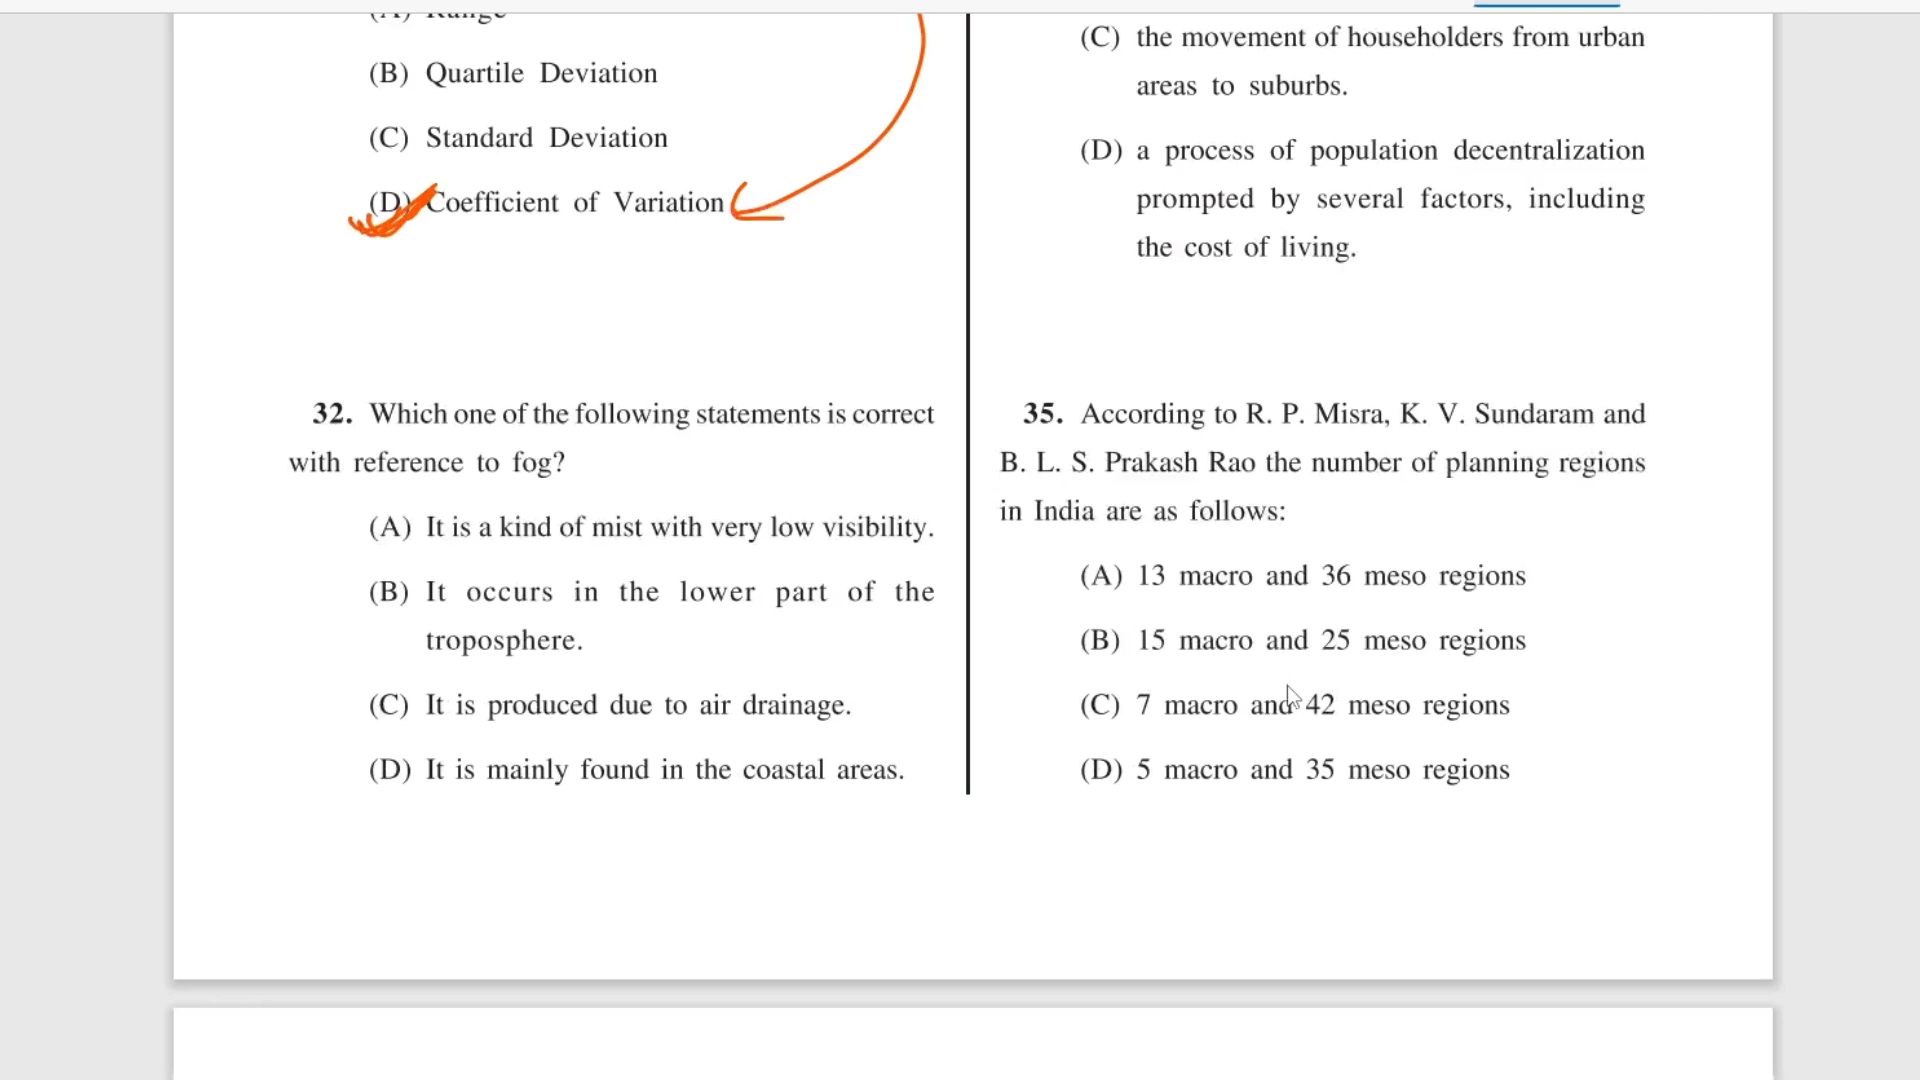 (A) Range
(B) Quartile Deviation
(C) Standard Deviation
(D) Coefficient of Variation
32. Which one of the following statements is correct
with reference to fog?
(A) It is a kind of mist with very low visibility.
(B) It occurs in the lower part of the
troposphere.
(C) It is produced due to air drainage.
(D) It is mainly found in the coastal areas.
(C) the movement of householders from urban
areas to suburbs.
(D) a process of population decentralization
prompted by several factors, including
the cost of living.
35. According to R. P. Misra, K. V. Sundaram and
B. L. S. Prakash Rao the number of planning regions
in India are as follows:
(A) 13 macro and 36 meso regions
(B) 15 macro and 25 meso regions
(C) 7 macro and 42 meso regions
(D) 5 macro and 35 meso regions